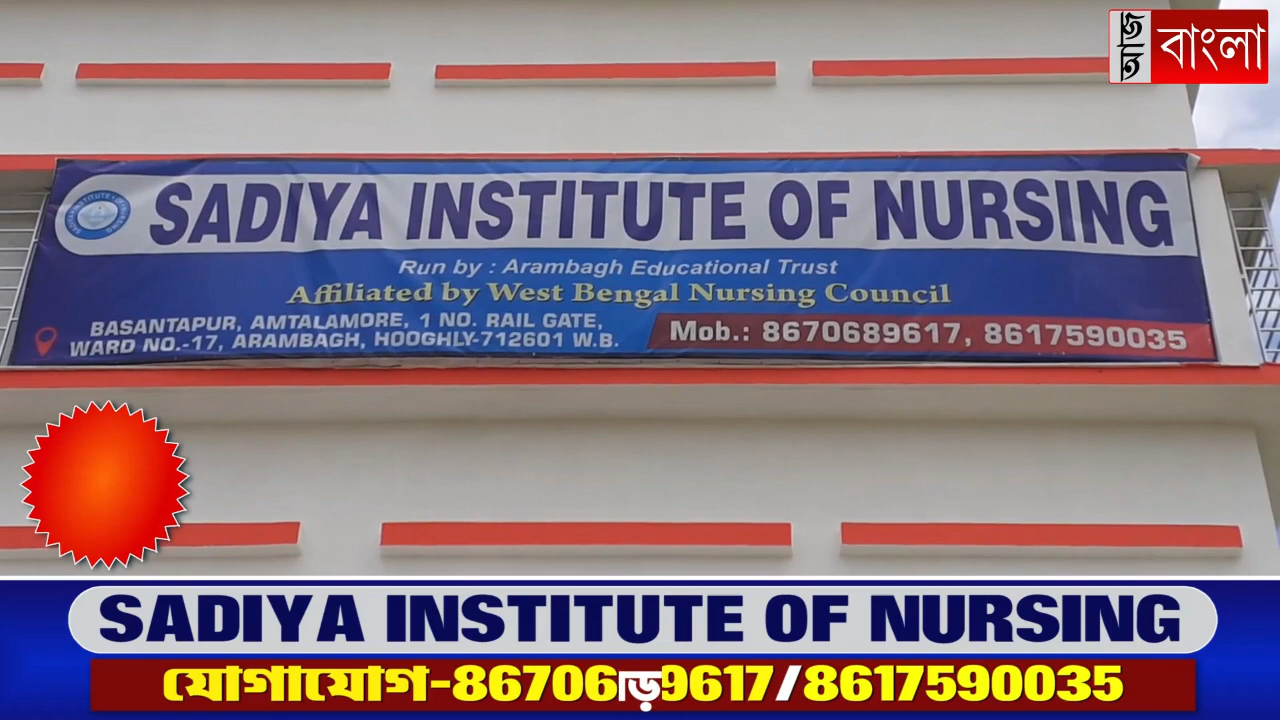 আজ বাংলা
SADIYA INSTITUTE OF NURSING
Run by : Arambagh Educational Trust
Affiliated by West Bengal Nursing Council
BASANTAPUR, AMTALAMORE, 1 NO. RAIL GATE,
WARD NO.-17, ARAMBAGH, HOOGHLY-712601 W.B.
Mob.: 8670689617, 8617590035
SADIYA INSTITUTE OF NURSING
যোগাযোগ-86706ড়9617/8617590035